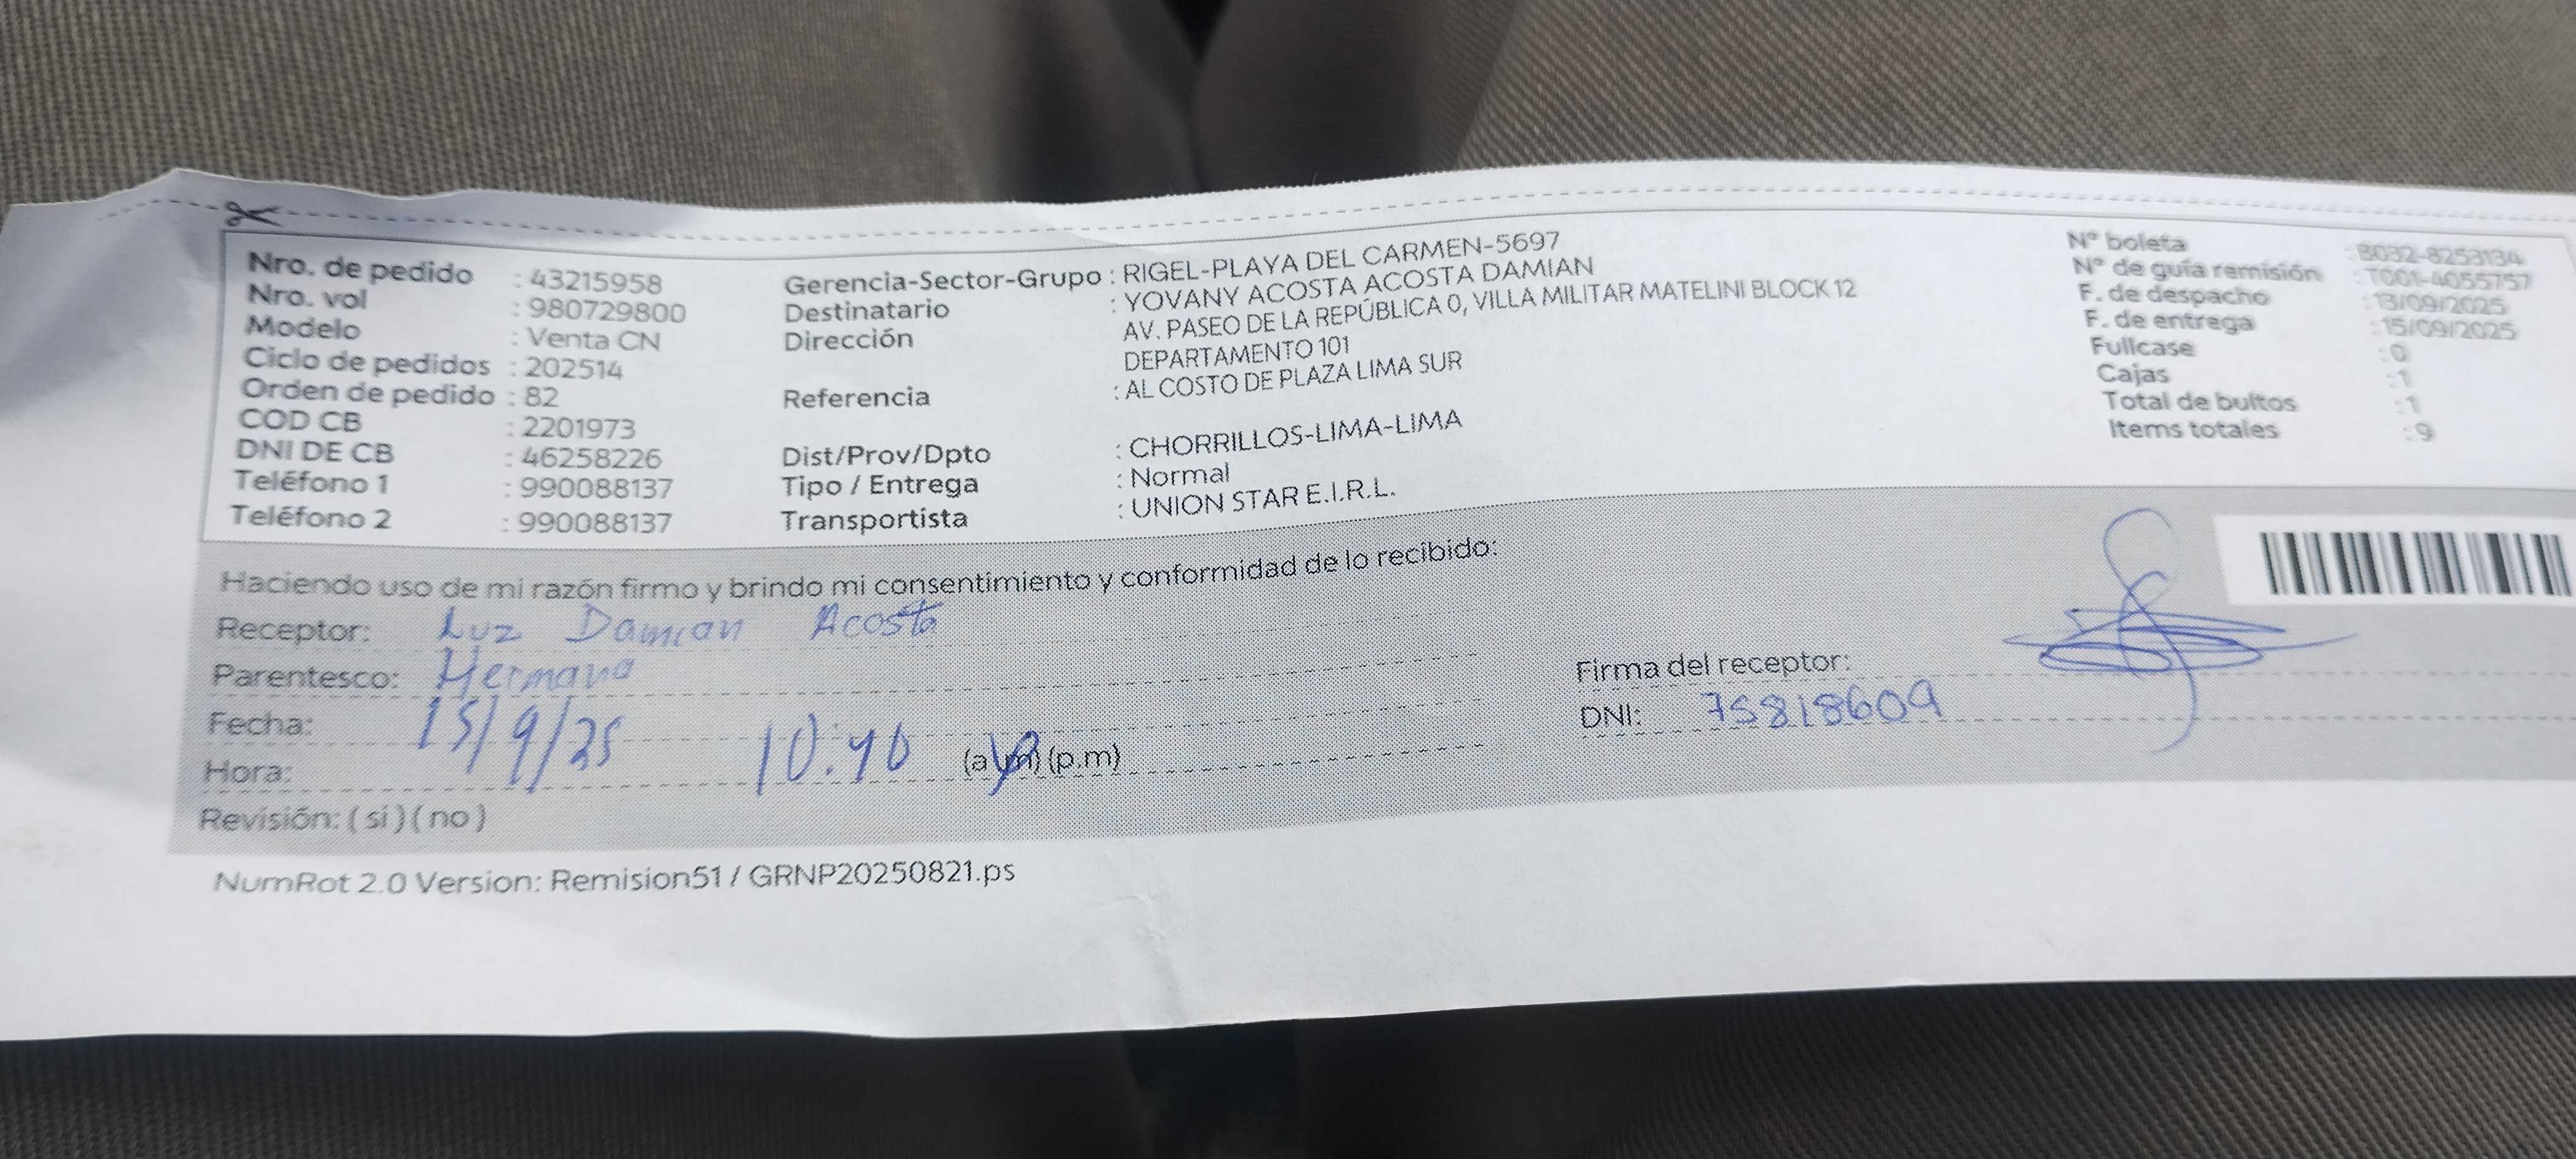 Nro. de pedido : 43215958
Nro. vol : 980729800
Modelo : Venta CN
Ciclo de pedidos : 202514
Orden de pedido : 82
COD CB : 2201973
DNI DE CB : 46258226
Teléfono 1 : 990088137
Teléfono 2 : 990088137
Gerencia-Sector-Grupo : RIGEL-PLAYA DEL CARMEN-5697
Destinatario : YOVANY ACOSTA ACOSTA DAMIAN
Dirección AV. PASEO DE LA REPÚBLICA 0, VILLA MILITAR MATELINI BLOCK 12
DEPARTAMENTO 101
Referencia : AL COSTO DE PLAZA LIMA SUR
Dist/Prov/Dpto : CHORRILLOS-LIMA-LIMA
Tipo / Entrega : Normal
Transportista : UNION STAR E.I.R.L.
N° boleta : B032-8253134
N° de guía remisión : T001-4055757
F. de despacho : 13/09/2025
F. de entrega : 15/09/2025
Fullcase : 0
Cajas : 1
Total de bultos : 1
Items totales : 9
Haciendo uso de mi razón firmo y brindo mi consentimiento y conformidad de lo recibido:
Receptor: Luz Damian Acosta
Parentesco: Hermana
Fecha: 15/9/25
Hora: 10:40 (a.m) (p.m)
Revisión: ( si ) ( no )
Firma del receptor:
DNI: 75818609
NumRot 2.0 Version: Remision51 / GRNP20250821.ps